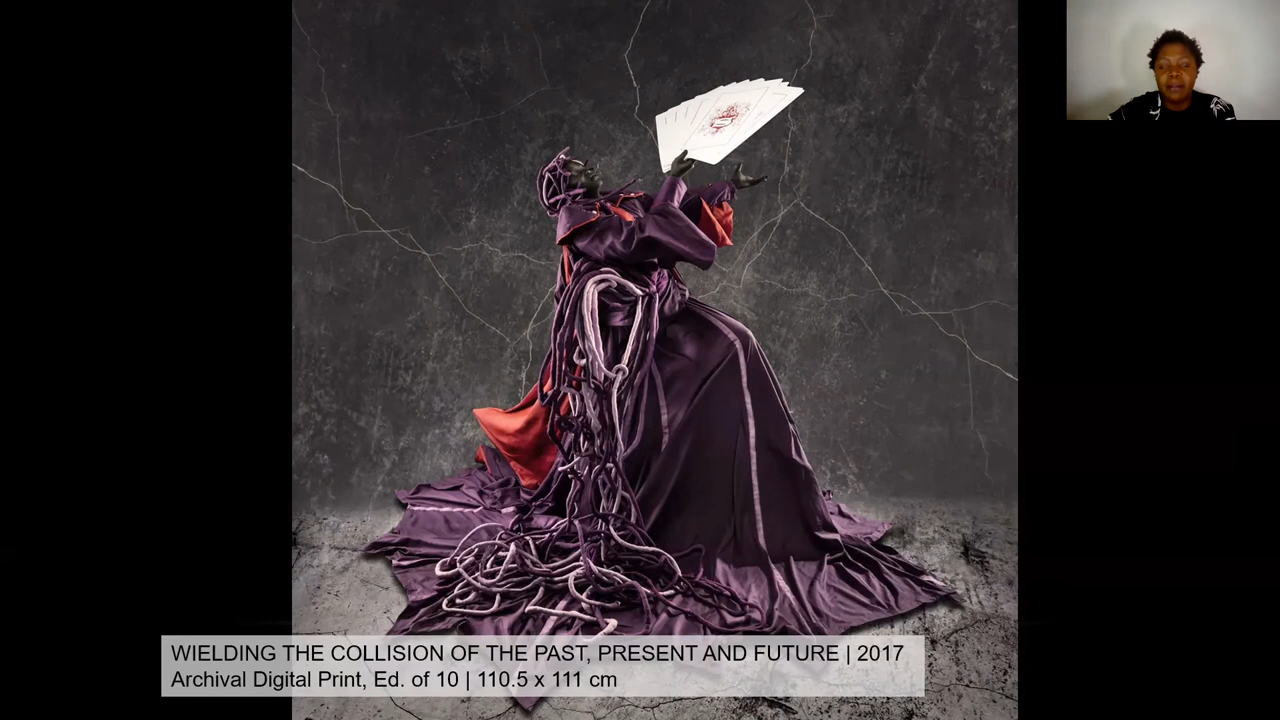 WIELDING THE COLLISION OF THE PAST, PRESENT AND FUTURE | 2017
Archival Digital Print, Ed. of 10 | 110.5 x 111 cm